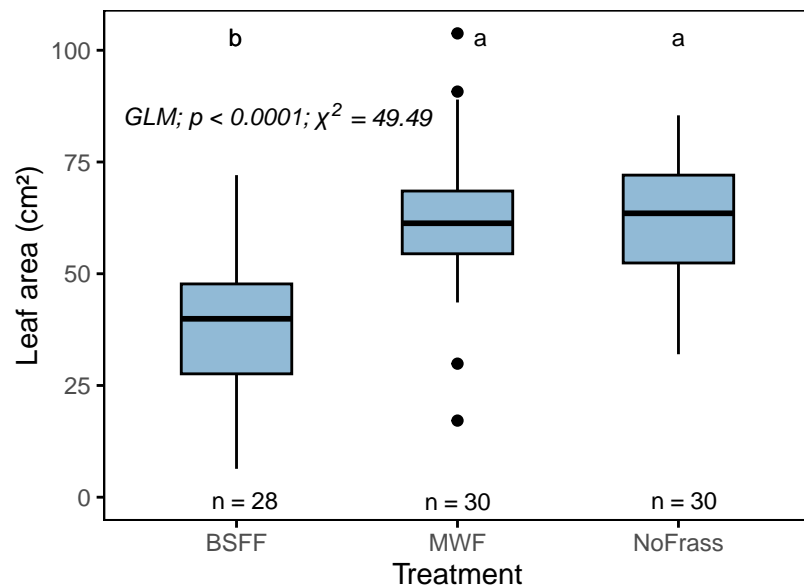 100
75
50
25
0
Leaf area (cm²)
b a a
GLM; p < 0.0001; χ² = 49.49
n = 28 n = 30 n = 30
BSFF MWF NoFrass
Treatment